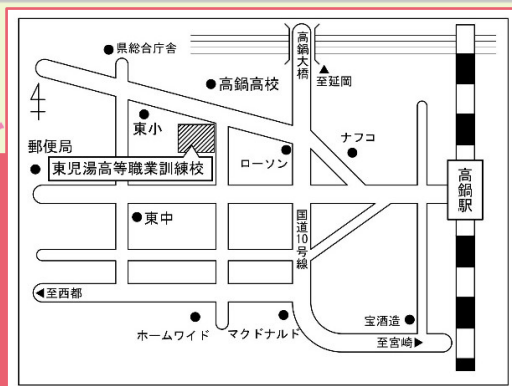 県総合庁舎
高鍋大橋
▲
至延岡
高鍋高校
東小
ナフコ
郵便局
ローソン
東児湯高等職業訓練校
高鍋駅
東中
国道10号線
◀至西都
宝酒造
ホームワイド
マクドナルド
至宮崎▶